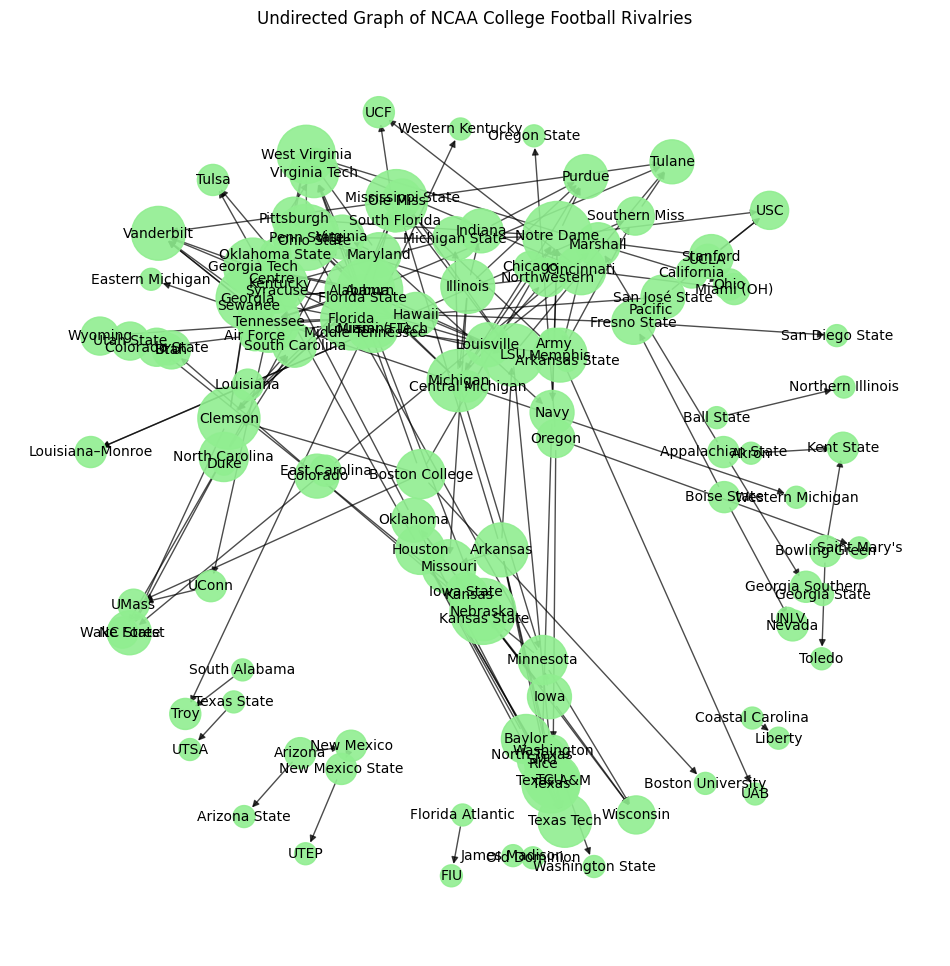 Undirected Graph of NCAA College Football Rivalries
UCF
Western Kentucky
Oregon State
West Virginia
Virginia Tech
Tulsa
Purdue
Tulane
Mississippi State
Ole Miss
Southern Miss
USC
Pittsburgh
South Florida
Vanderbilt
Penn State
Virginia
Ohio State
Michigan State
Indiana
Notre Dame
Marshall
Oklahoma State
Maryland
Stanford
UCLA
Georgia Tech
Chicago
Cincinnati
California
Eastern Michigan
Centre
Kentucky
Northwestern
Ohio
Miami (OH)
Syracuse
Alabama
Auburn
Illinois
Georgia
Florida State
San José State
Sewanee
Hawaii
Pacific
Tennessee
Florida
Fresno State
Wyoming
Utah State
Air Force
Middle Tennessee
San Diego State
Colorado State
Utah
South Carolina
Louisville
Army
LSU
Memphis
Arkansas State
Louisiana
Michigan
Central Michigan
Northern Illinois
Clemson
Navy
Ball State
Oregon
Louisiana–Monroe
North Carolina
Duke
Appalachian State
Akron
Kent State
East Carolina
Colorado
Boston College
Boise State
Western Michigan
Oklahoma
Houston
Arkansas
Bowling Green
Saint Mary's
Missouri
UConn
Iowa State
Kansas
Georgia Southern
Georgia State
UMass
Nebraska
Kansas State
UNLV
Nevada
Wake Forest
NC State
Minnesota
Toledo
South Alabama
Iowa
Texas State
Troy
Coastal Carolina
Liberty
UTSA
Arizona
New Mexico
Baylor
Washington
North Texas
Rice
SMU
New Mexico State
TCU
Texas A&M
Texas
Boston University
UAB
Arizona State
Florida Atlantic
Texas Tech
Wisconsin
UTEP
James Madison
Old Dominion
FIU
Washington State